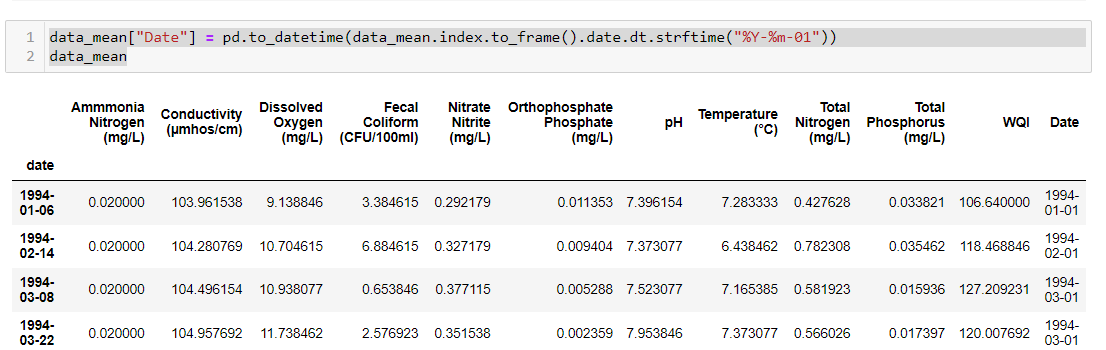 1 data_mean["Date"] = pd.to_datetime(data_mean.index.to_frame().date.dt.strftime("%Y-%m-01"))
2 data_mean
Ammmonia Nitrogen (mg/L) Conductivity (µmhos/cm) Dissolved Oxygen (mg/L) Fecal Coliform (CFU/100ml) Nitrate Nitrite (mg/L) Orthophosphate Phosphate (mg/L) pH Temperature (°C) Total Nitrogen (mg/L) Total Phosphorus (mg/L) WQI Date
date
1994-01-06 0.020000 103.961538 9.138846 3.384615 0.292179 0.011353 7.396154 7.283333 0.427628 0.033821 106.640000 1994-01-01
1994-02-14 0.020000 104.280769 10.704615 6.884615 0.327179 0.009404 7.373077 6.438462 0.782308 0.035462 118.468846 1994-02-01
1994-03-08 0.020000 104.496154 10.938077 0.653846 0.377115 0.005288 7.523077 7.165385 0.581923 0.015936 127.209231 1994-03-01
1994-03-22 0.020000 104.957692 11.738462 2.576923 0.351538 0.002359 7.953846 7.373077 0.566026 0.017397 120.007692 1994-03-01